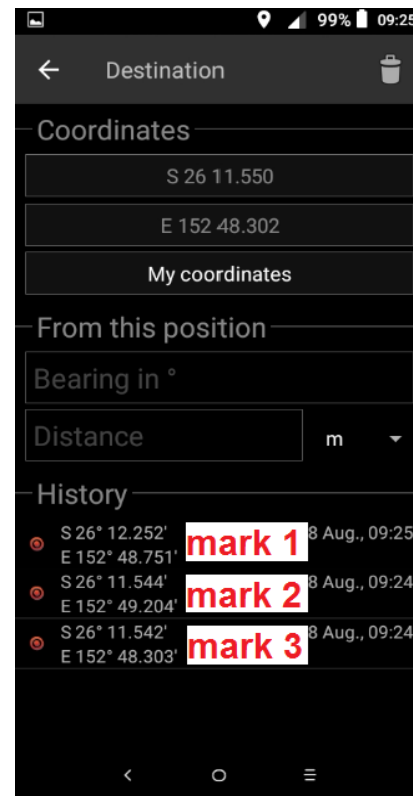 99% 09:25
Destination
Coordinates
S 26 11.550
E 152 48.302
My coordinates
From this position
Bearing in °
Distance
m
History
S 26° 12.252' mark 1 8 Aug., 09:25
E 152° 48.751'
S 26° 11.544' mark 2 8 Aug., 09:24
E 152° 49.204'
S 26° 11.542' mark 3 8 Aug., 09:24
E 152° 48.303'